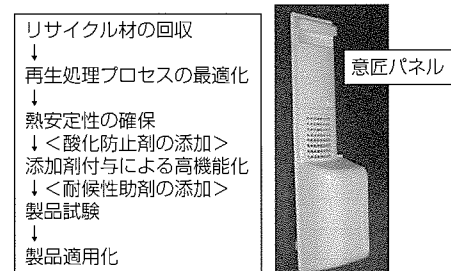 リサイクル材の回収
↓
再生処理プロセスの最適化
↓
熱安定性の確保
↓＜酸化防止剤の添加＞
添加剤付与による高機能化
↓＜耐候性助剤の添加＞
製品試験
↓
製品適用化
意匠パネル